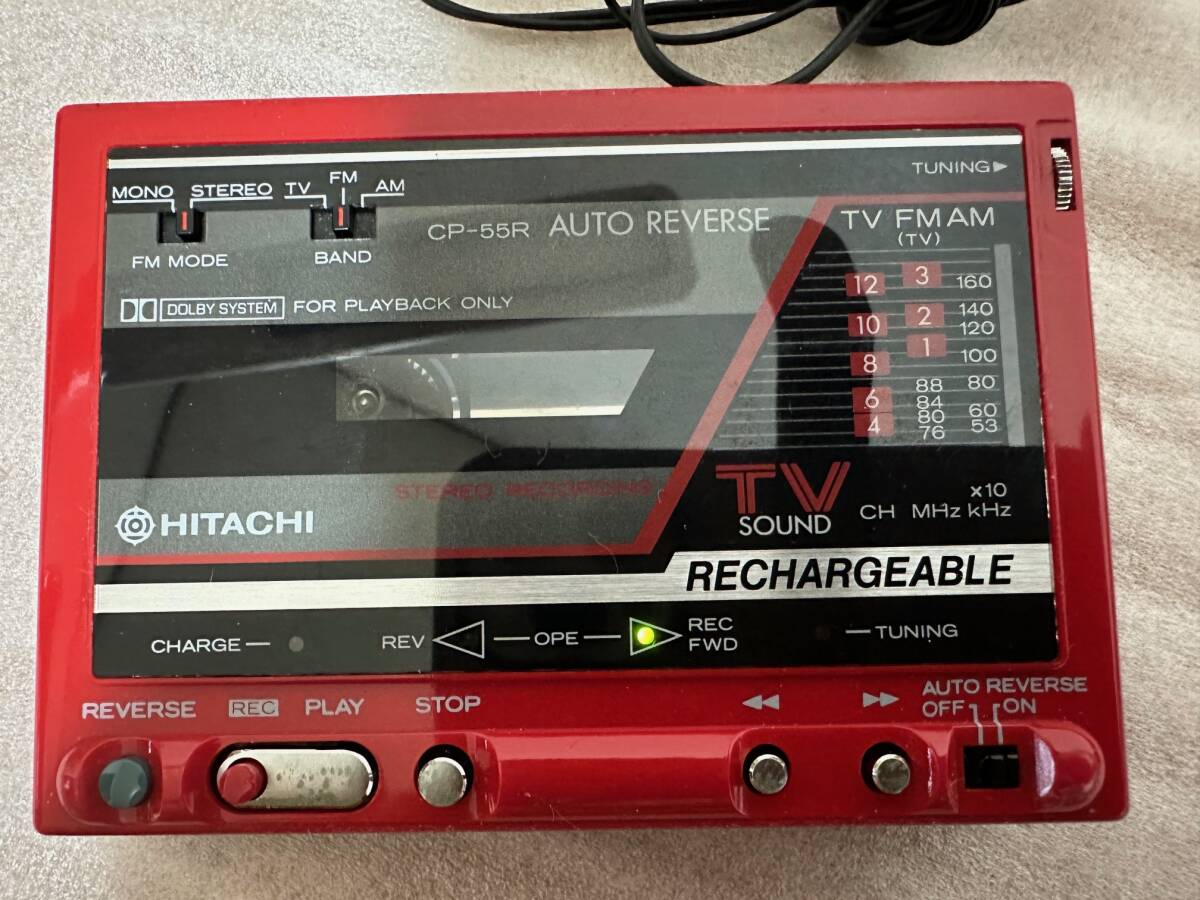 TUNING
MONO STEREO TV FM AM
FM MODE BAND
CP-55R AUTO REVERSE
DOLBY SYSTEM FOR PLAYBACK ONLY
TV FM AM
(TV)
12 3 160
10 2 140
120
8 1 100
6 88 80
84
4 80 60
76 53
STEREO RECORDING
HITACHI
TV
SOUND
CH MHz x10 kHz
RECHARGEABLE
CHARGE REV OPE REC FWD TUNING
REVERSE REC PLAY STOP
AUTO REVERSE
OFF ON